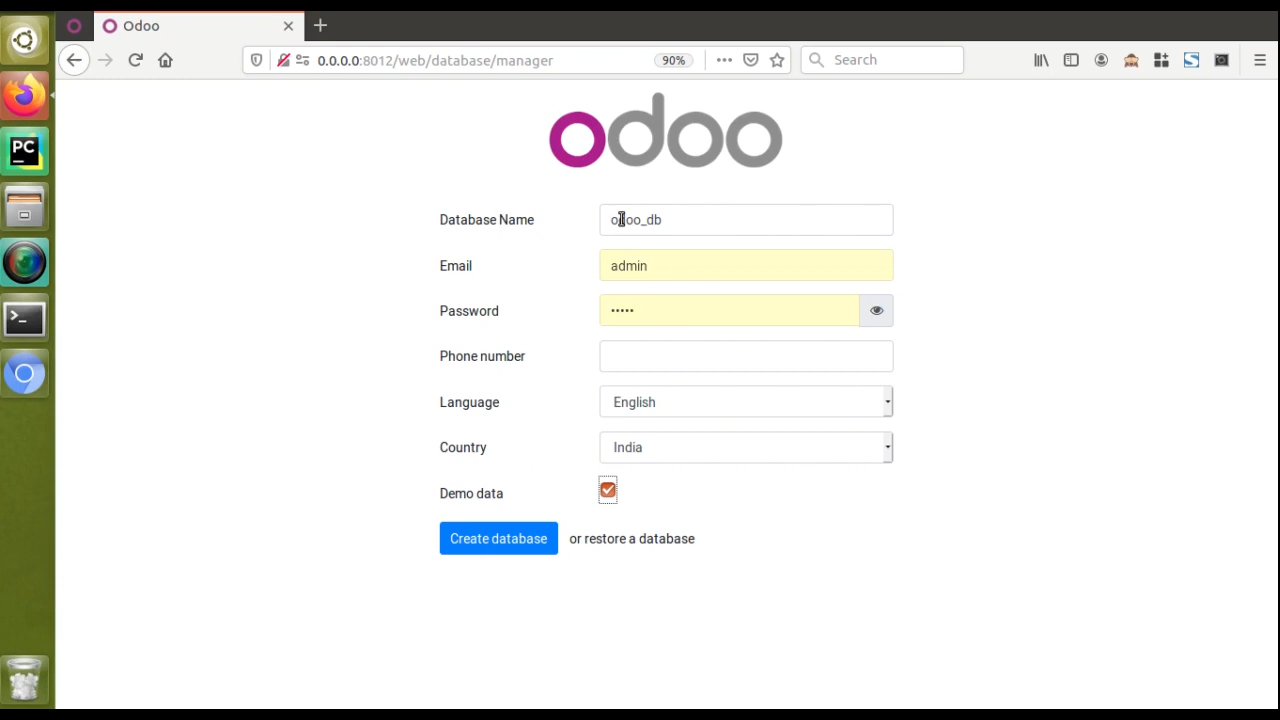 Odoo
0.0.0.0:8012/web/database/manager
90%
Search
PC
odoo
Database Name
odoo_db
Email
admin
Password
•••••
Phone number
Language
English
Country
India
Demo data
Create database
or restore a database